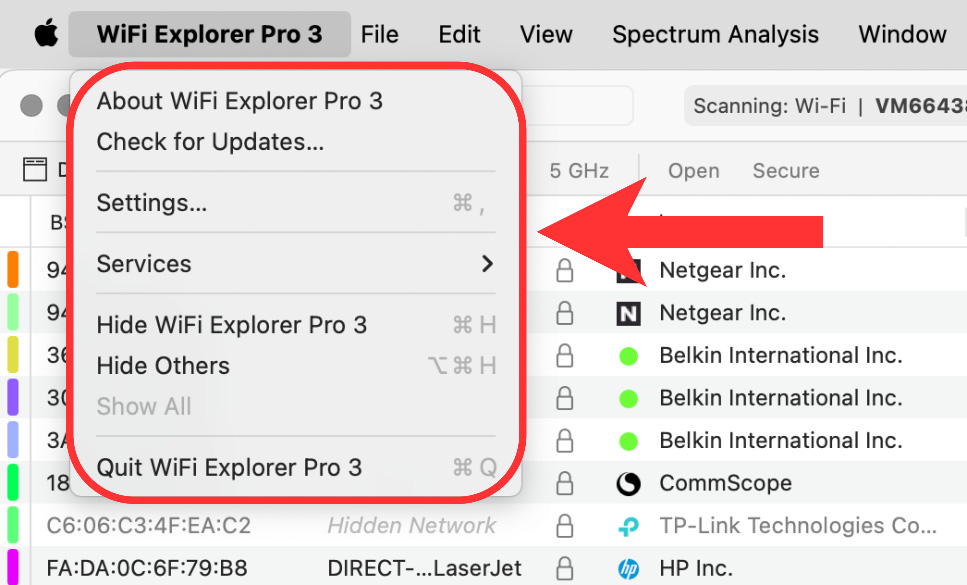 WiFi Explorer Pro 3 File Edit View Spectrum Analysis Window
About WiFi Explorer Pro 3
Scanning: Wi-Fi | VM66438
Check for Updates...
D 5 GHz Open Secure
Settings... ⌘ ,
BS
Services
94 Netgear Inc.
94 N Netgear Inc.
Hide WiFi Explorer Pro 3 ⌘ H
36 Belkin International Inc.
Hide Others ⌥ ⌘ H
30 Belkin International Inc.
Show All
3A Belkin International Inc.
Quit WiFi Explorer Pro 3 ⌘ Q
18 CommScope
C6:06:C3:4F:EA:C2 Hidden Network TP-Link Technologies Co...
FA:DA:0C:6F:79:B8 DIRECT-...LaserJet hp HP Inc.